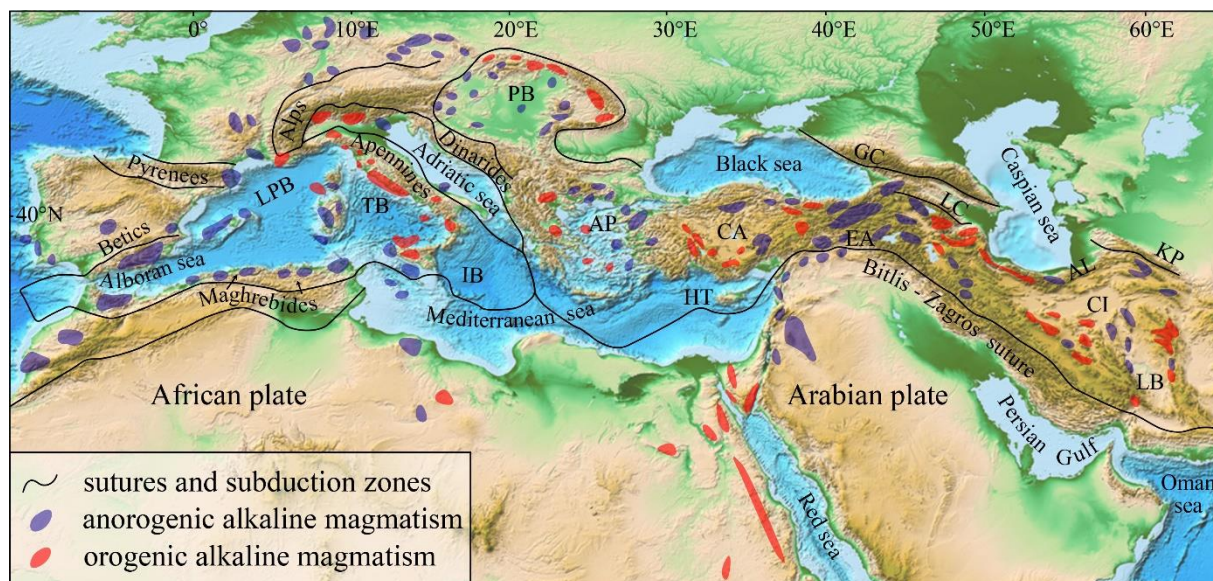 0° 10°E 20°E 30°E 40°E 50°E 60°E
40°N
Alps
PB
Pyrenees
LPB
Apennines
Adriatic sea
Dinarides
Black sea
GC
LC
Caspian sea
Betics
Alboran sea
TB
AP
CA
EA
KP
AL
Maghrebides
IB
Mediterranean sea
HT
Bitlis - Zagros suture
CI
LB
African plate
Arabian plate
Persian Gulf
Red sea
Oman sea
sutures and subduction zones
anorogenic alkaline magmatism
orogenic alkaline magmatism